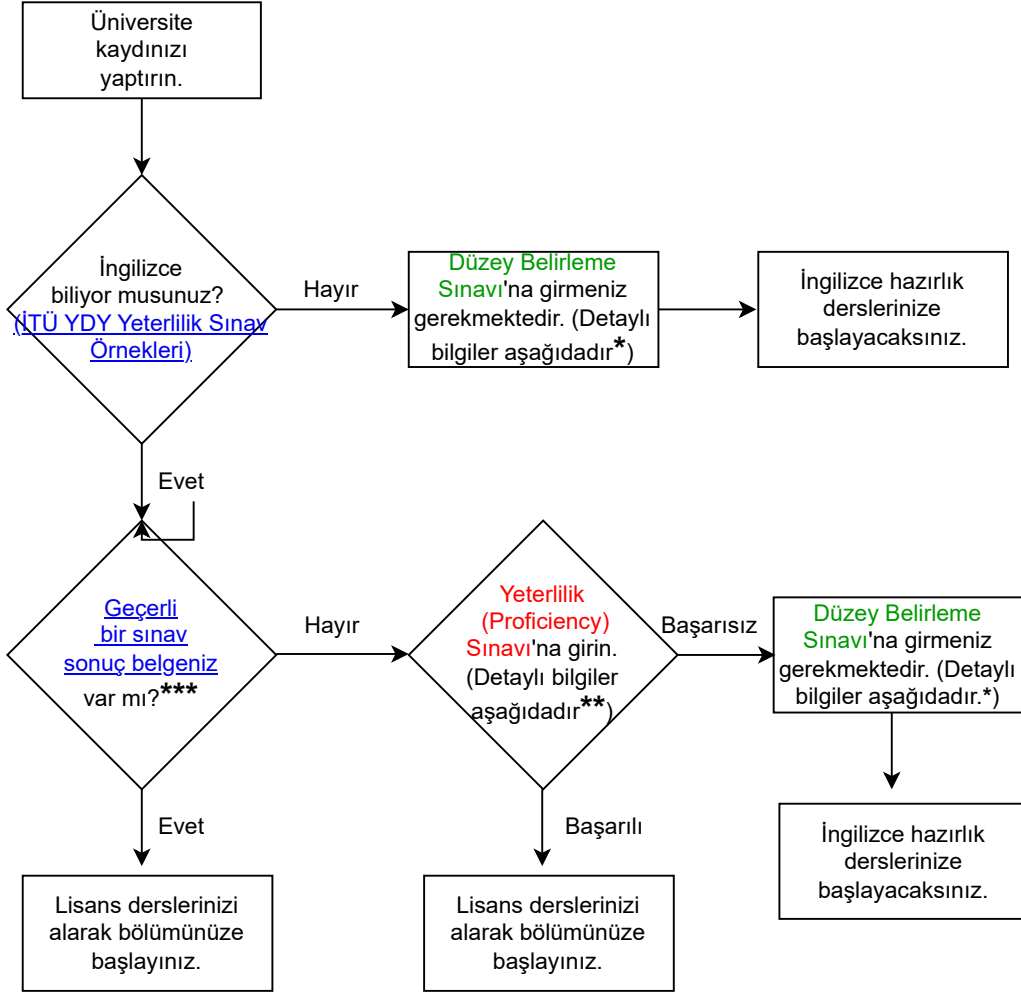 Üniversite
kaydınızı
yaptırın.
İngilizce
biliyor musunuz?
(İTÜ YDY Yeterlilik Sınav
Örnekleri)
Hayır
Düzey Belirleme
Sınavı'na girmeniz
gerekmektedir. (Detaylı
bilgiler aşağıdadır*)
İngilizce hazırlık
derslerinize
başlayacaksınız.
Evet
Geçerli
bir sınav
sonuç belgeniz
var mı?***
Hayır
Yeterlilik
(Proficiency)
Sınavı'na girin.
(Detaylı bilgiler
aşağıdadır**)
Başarısız
Düzey Belirleme
Sınavı'na girmeniz
gerekmektedir. (Detaylı
bilgiler aşağıdadır.*)
Evet
Başarılı
İngilizce hazırlık
derslerinize
başlayacaksınız.
Lisans derslerinizi
alarak bölümünüze
başlayınız.
Lisans derslerinizi
alarak bölümünüze
başlayınız.